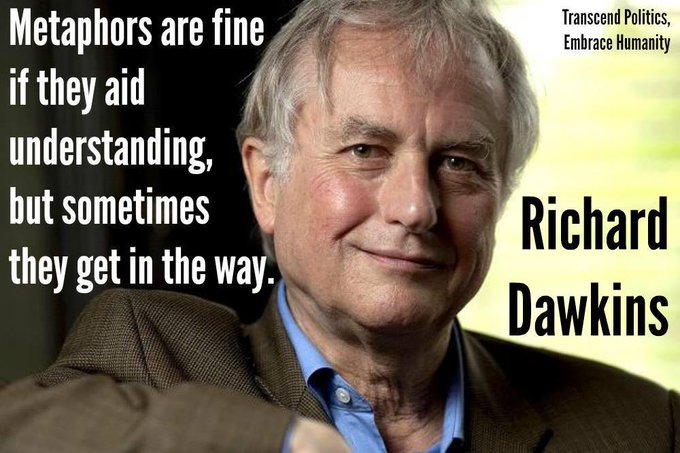 Metaphors are fine
if they aid
understanding,
but sometimes
they get in the way.
Transcend Politics,
Embrace Humanity
Richard
Dawkins